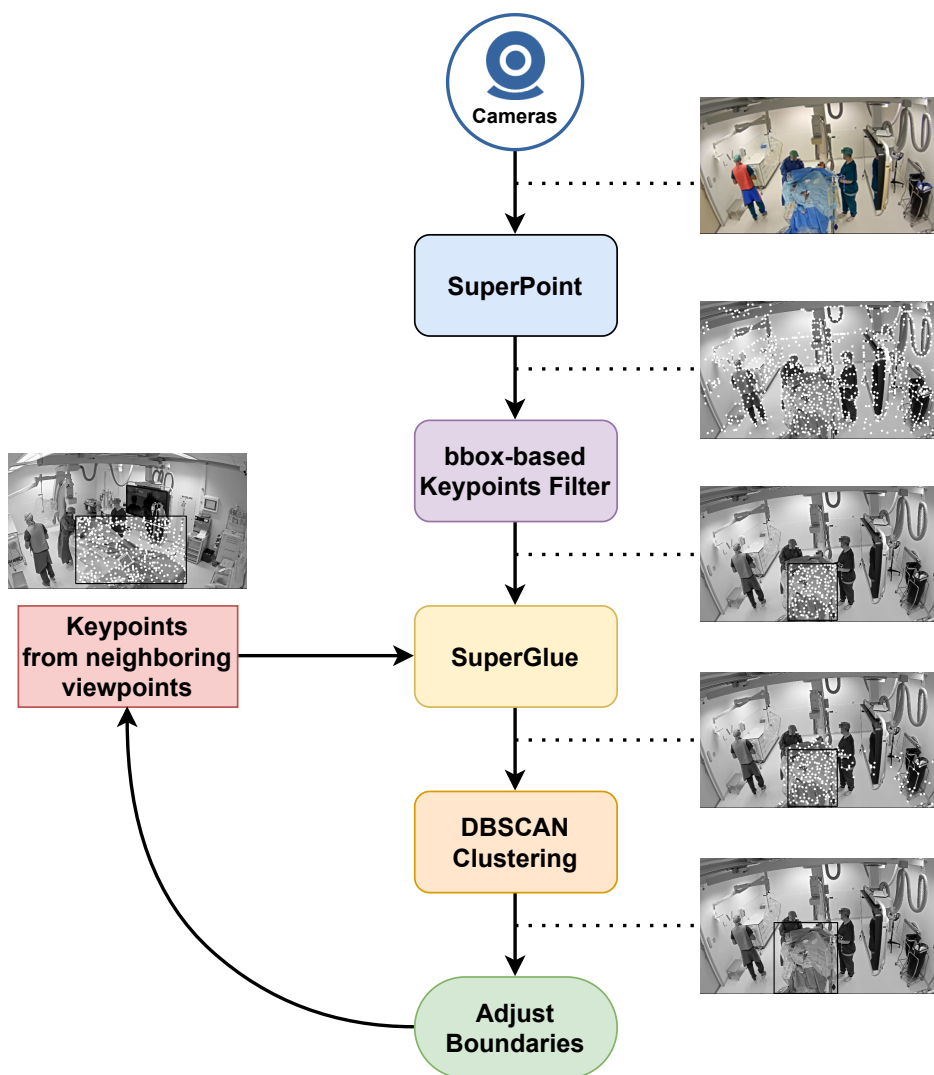 Cameras
SuperPoint
bbox-based
Keypoints Filter
Keypoints
from neighboring
viewpoints
SuperGlue
DBSCAN
Clustering
Adjust
Boundaries